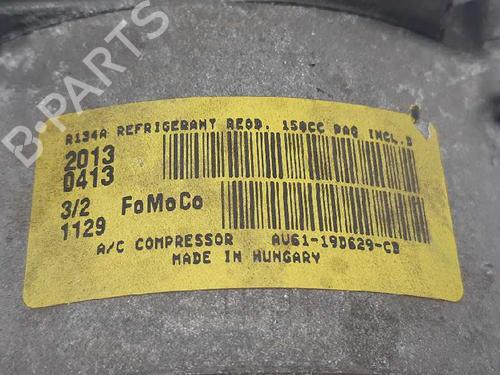 R134A REFRIGERANT REQD. 150CC PAG INCL.D
2013
0413
3/2 FoMoCo
1129
A/C COMPRESSOR AV61-19D629-CB
MADE IN HUNGARY
B-PARTS